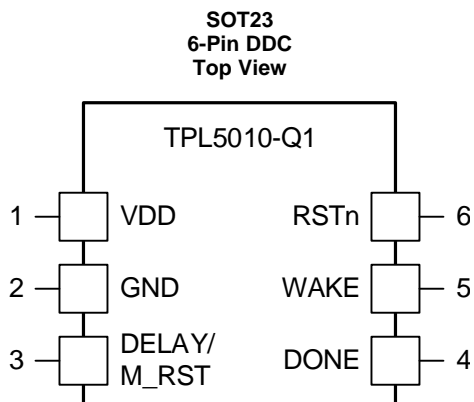 SOT23
6-Pin DDC
Top View
TPL5010-Q1
1 VDD RSTn 6
2 GND WAKE 5
3 DELAY/
M_RST DONE 4